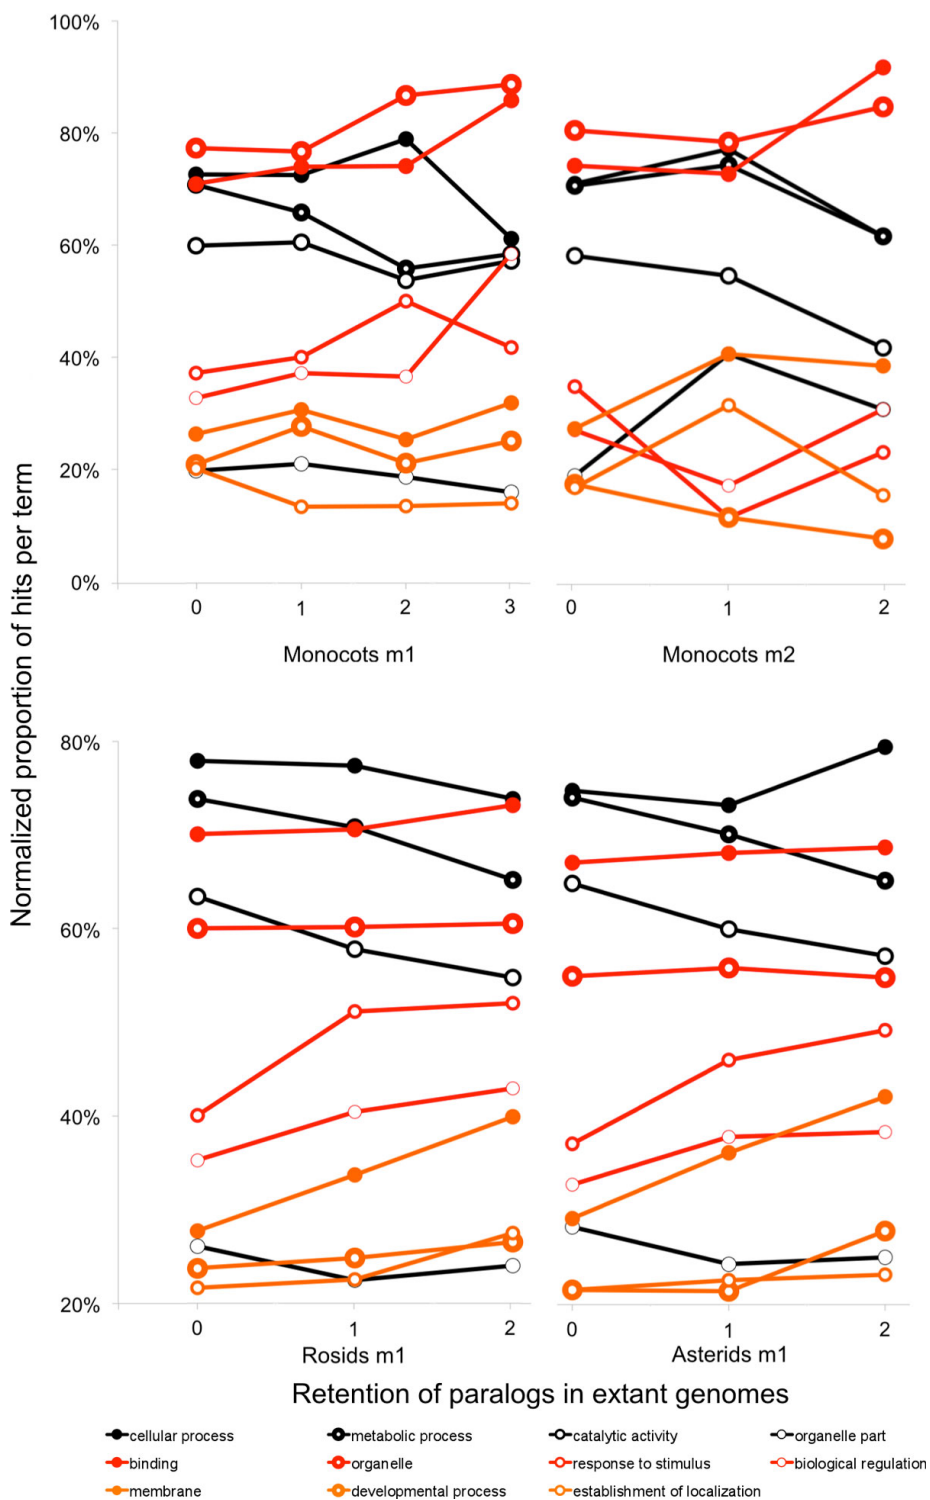 Normalized proportion of hits per term
100%
80%
60%
40%
20%
0%
0 1 2 3
Monocots m1
0 1 2
Monocots m2
80%
60%
40%
20%
0 1 2
Rosids m1
0 1 2
Asterids m1
Retention of paralogs in extant genomes
cellular process metabolic process catalytic activity organelle part
binding organelle response to stimulus biological regulation
membrane developmental process establishment of localization